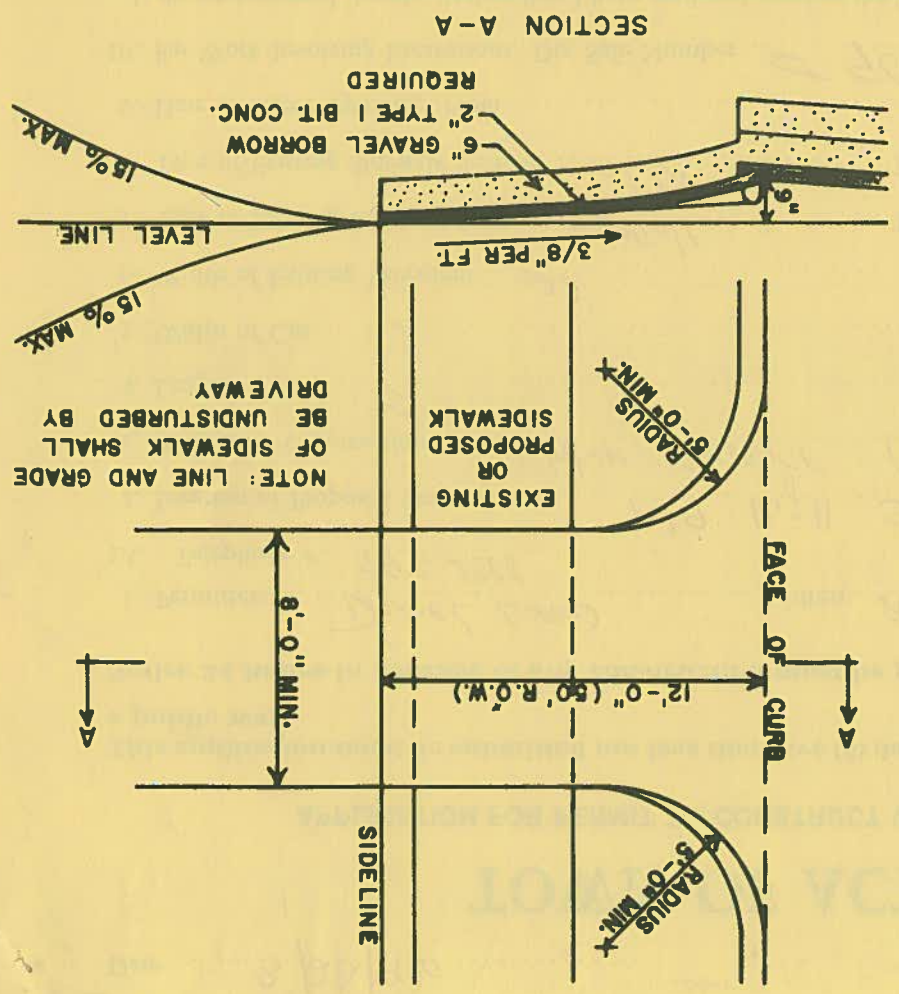 SIDELINE
RADIUS
5'-0" MIN.
A
A
FACE OF CURB
12'-0" (50' R.O.W.)
8'-0" MIN.
RADIUS
5'-0" MIN.
EXISTING
OR
PROPOSED
SIDEWALK
NOTE: LINE AND GRADE
OF SIDEWALK SHALL
BE UNDISTURBED BY
DRIVEWAY
15% MAX.
3/8" PER FT.
LEVEL LINE
9"
15% MAX.
6" GRAVEL BORROW
2" TYPE I BIT. CONC.
REQUIRED
SECTION A-A